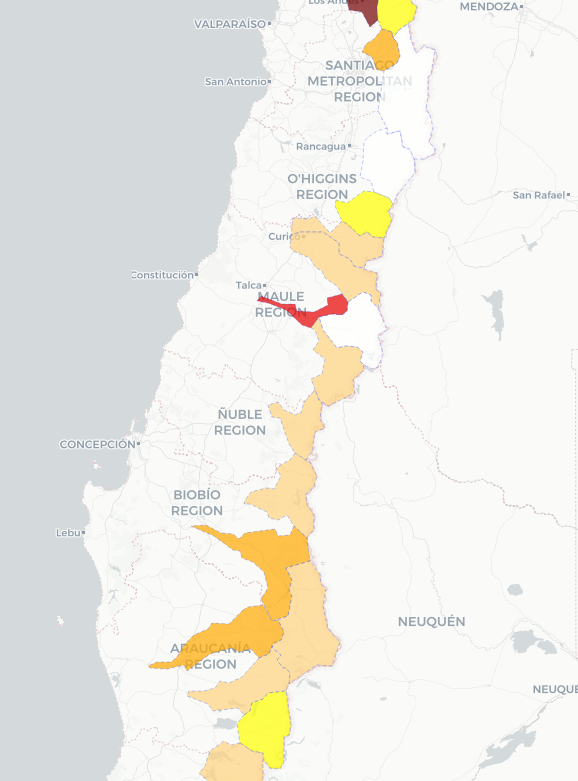 Los Andes
MENDOZA
VALPARAÍSO
SANTIAGO
METROPOLITAN
REGION
San Antonio
Rancagua
O'HIGGINS
REGION
San Rafael
Curicó
Constitución
Talca
MAULE
REGION
ÑUBLE
REGION
CONCEPCIÓN
BIOBÍO
REGION
Lebu
NEUQUÉN
ARAUCANÍA
REGION
NEUQUÉ